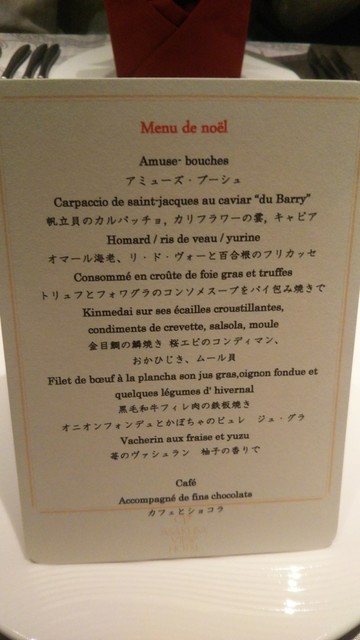 Menu de noël
Amuse- bouches
アミューズ・ブーシュ
Carpaccio de saint-jacques au caviar “du Barry”
帆立貝のカルパッチョ, カリフラワーの雲, キャビア
Homard / ris de veau / yurine
オマール海老、リ・ド・ヴォーと百合根のフリカッセ
Consommé en croûte de foie gras et truffes
トリュフとフォワグラのコンソメスープをパイ包み焼きで
Kinmedai sur ses écailles croustillantes,
condiments de crevette, salsola, moule
金目鯛の鱗焼き 桜エビのコンディマン、
おかひじき、ムール貝
Filet de bœuf à la plancha son jus gras,oignon fondue et
quelques légumes d’ hivernal
黒毛和牛フィレ肉の鉄板焼き
オニオンフォンデュとかぼちゃのピュレ ジュ・グラ
Vacherin aux fraise et yuzu
苺のヴァシュラン 柚子の香りで
Café
Accompagné de fins chocolats
カフェとショコラ